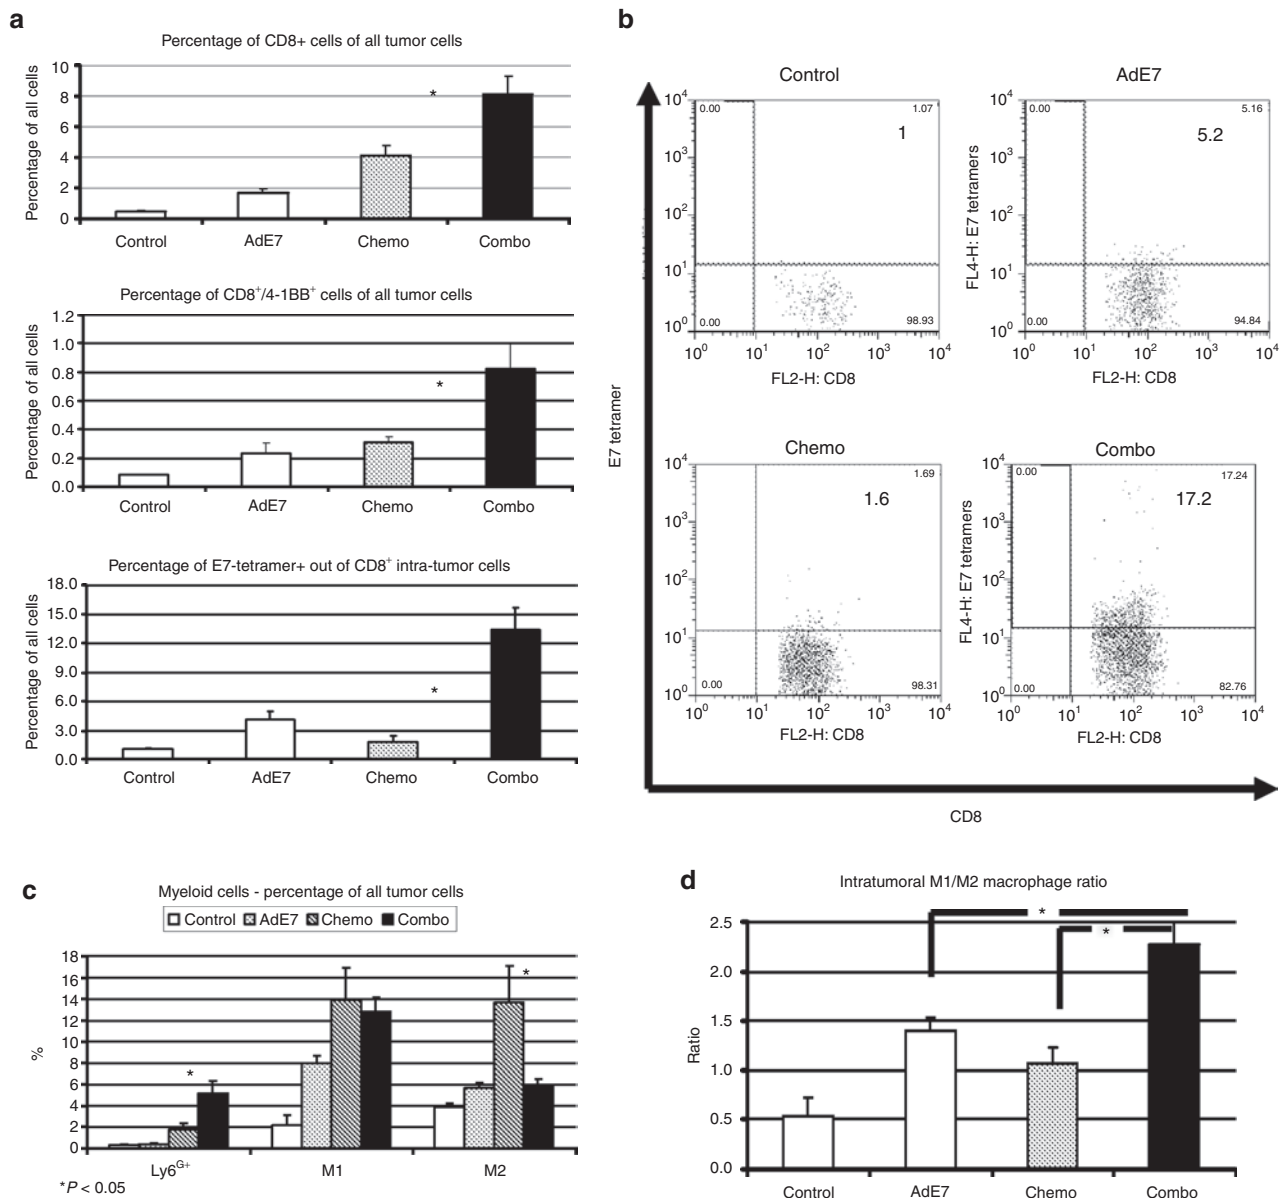 a
Percentage of CD8+ cells of all tumor cells
Percentage of all cells
10
8
6
4
2
0
*
Control AdE7 Chemo Combo
Percentage of CD8+/4-1BB+ cells of all tumor cells
Percentage of all cells
1.2
1.0
0.8
0.6
0.4
0.2
0.0
*
Control AdE7 Chemo Combo
Percentage of E7-tetramer+ out of CD8+ intra-tumor cells
Percentage of all cells
18.0
15.0
12.0
9.0
6.0
3.0
0.0
*
Control AdE7 Chemo Combo
b
E7 tetramer
CD8
Control
10^4
10^3
10^2
10^1
10^0
0.00 1.07
1
0.00 98.93
10^0 10^1 10^2 10^3 10^4
FL2-H: CD8
AdE7
FL4-H: E7 tetramers
10^4
10^3
10^2
10^1
10^0
0.00 5.16
5.2
0.00 94.84
10^0 10^1 10^2 10^3 10^4
FL2-H: CD8
Chemo
10^4
10^3
10^2
10^1
10^0
1.69
1.6
0.00 98.31
10^0 10^1 10^2 10^3 10^4
FL2-H: CD8
Combo
FL4-H: E7 tetramers
10^4
10^3
10^2
10^1
10^0
0.00 17.24
17.2
0.00 82.76
10^0 10^1 10^2 10^3 10^4
FL2-H: CD8
c
Myeloid cells - percentage of all tumor cells
Control AdE7 Chemo Combo
%
18
16
14
12
10
8
6
4
2
0
*
*
Ly6^G+ M1 M2
*P < 0.05
d
Intratumoral M1/M2 macrophage ratio
Ratio
2.5
2.0
1.5
1.0
0.5
0.0
*
*
Control AdE7 Chemo Combo